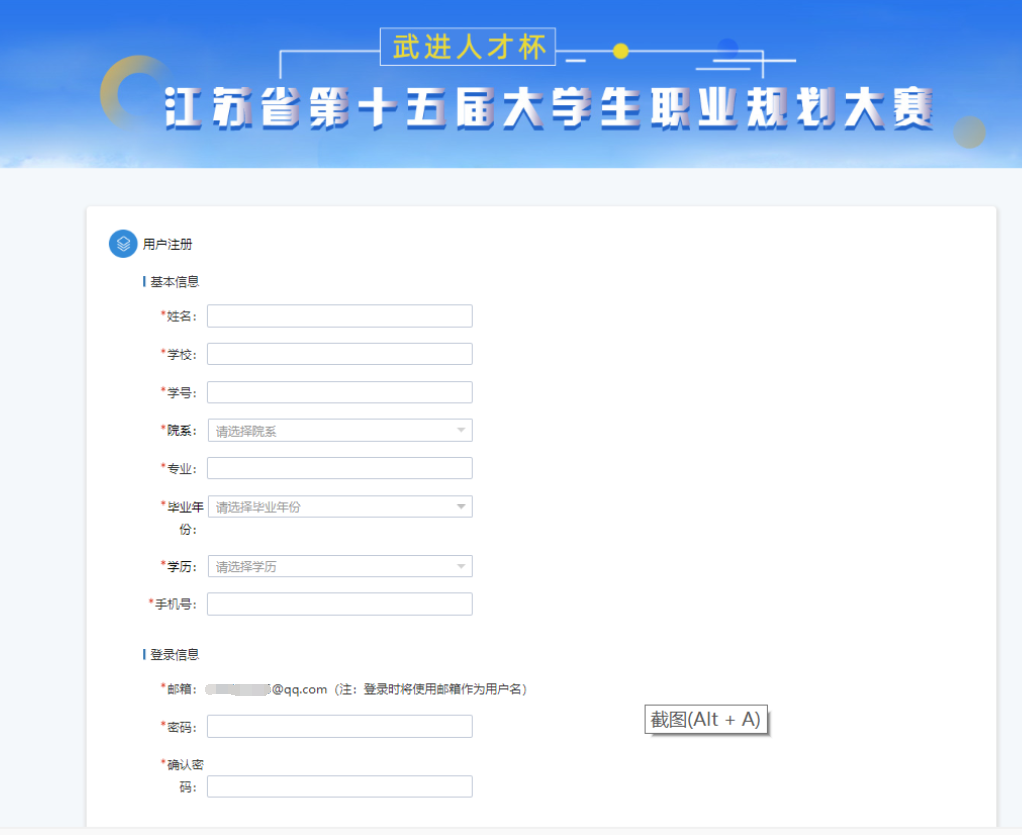 武进人才杯
江苏省第十五届大学生职业规划大赛
用户注册
基本信息
*姓名：
*学校：
*学号：
*院系： 请选择院系
*专业：
*毕业年 请选择毕业年份
份：
*学历： 请选择学历
*手机号：
登录信息
*邮箱： @qq.com（注：登录时将使用邮箱作为用户名）
截图(Alt + A)
*密码：
*确认密
码：